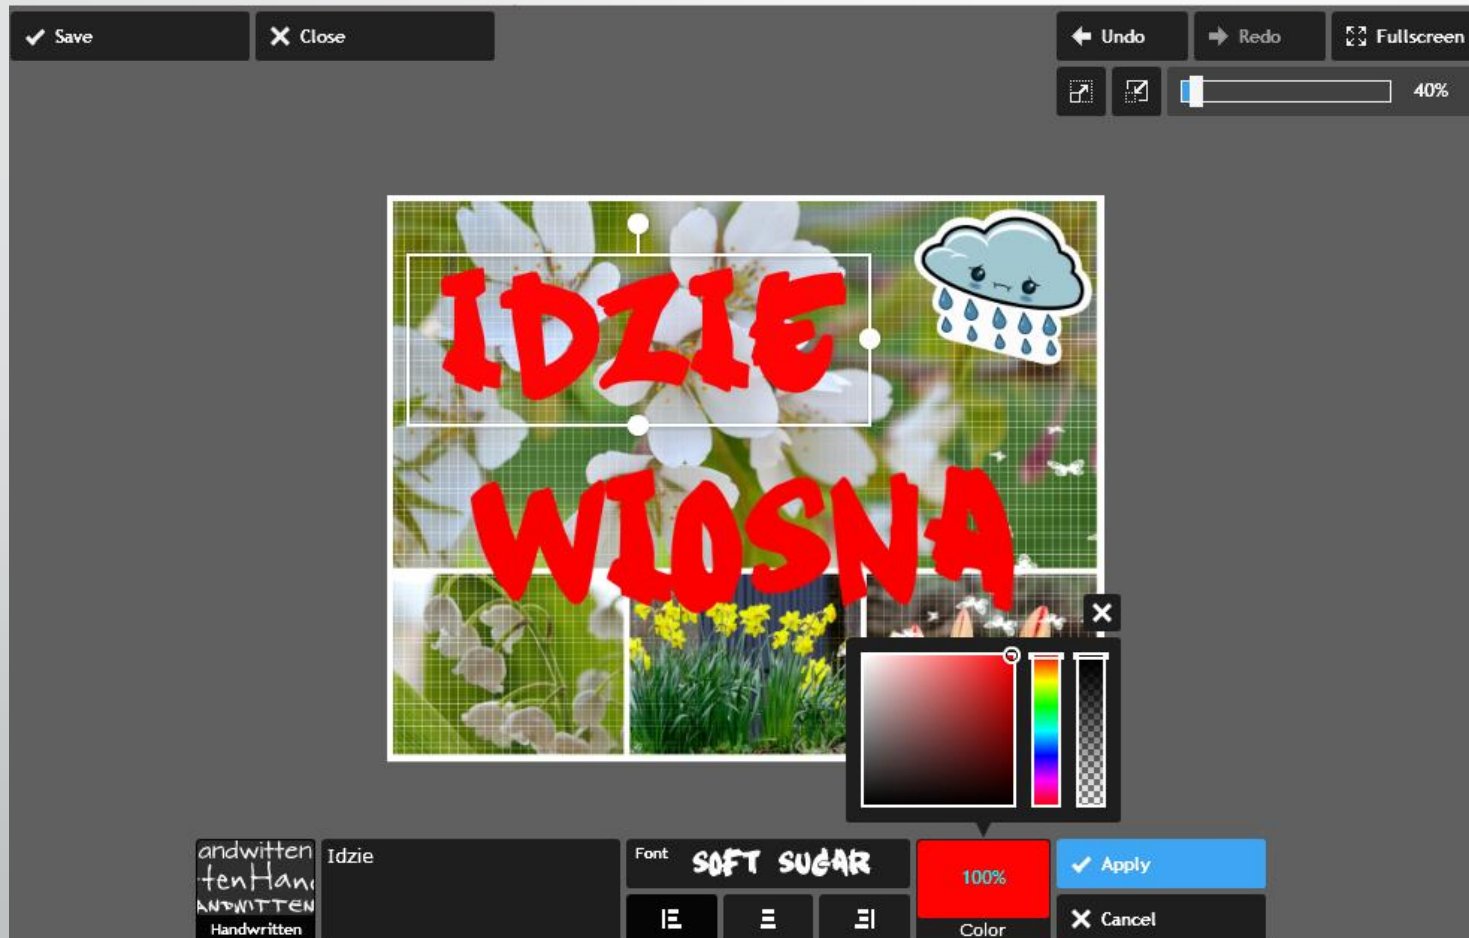 Save
Close
Undo
Redo
Fullscreen
40%
IDZIE
WIOSNA
andwitten
tenHan
ANDWITTEN
Handwritten
Idzie
Font
SOFT SUGAR
100%
Color
Apply
Cancel